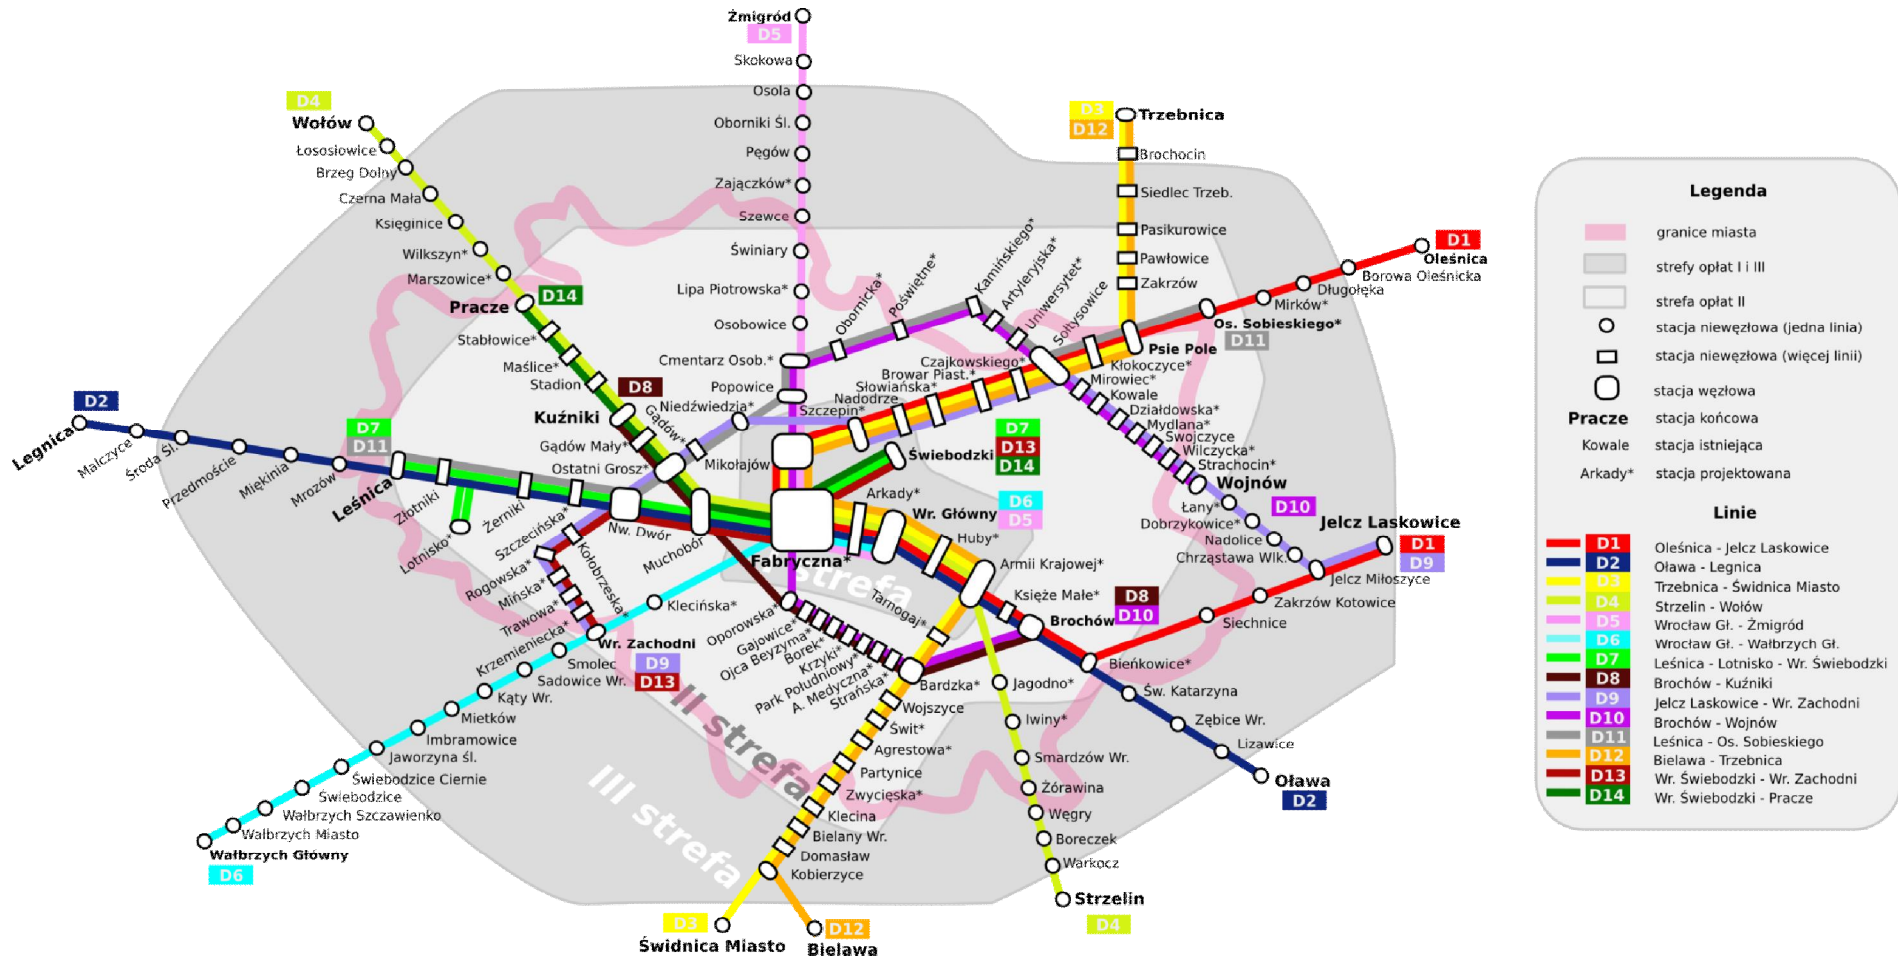 Żmigród
D5
Skokowa
Osola
Oborniki Śl.
Pęgów
Zajączków*
Szewce
Świniary
Lipa Piotrowska*
Osobowice
Cmentarz Osob.*
Popowice
D4
Wołów
Łososiowice
Brzeg Dolny
Czerna Mała
Księginice
Wilkszyn*
Marszowice*
Pracze
D14
Stabłowice*
Maślice*
Stadion
D8
Kuźniki
Gądów*
Gądów Mały*
Ostatni Grosz*
Niedźwiedzia*
Szczepin*
Mikołajów
Nadodrze
Słowiańska*
Browar Piast.*
Czajkowskiego*
Obornicka*
Poświętne*
Kamińskiego*
Artyleryjska*
Uniwersytet*
Sołtysowice
D3
D12
Trzebnica
Brochocin
Siedlec Trzeb.
Pasikurowice
Pawłowice
Zakrzów
Psie Pole
Kłokoczyce*
D1
Oleśnica
Borowa Oleśnicka
Długołęka
Mirków*
Os. Sobieskiego*
D11
Mirowiec*
Kowale
Działdowska*
Mydlana*
Swojczyce
Wilczycka*
Strachocin*
Wojnów
D10
Łany*
Dobrzykowice*
Nadolice
Chrząstawa Wlk.
Jelcz Miłoszyce
Jelcz Laskowice
D1
D9
Zakrzów Kotowice
Siechnice
Bieńkowice*
D2
Legnica
Malczyce
Środa Śl.
Przedmoście
Miękinia
Mrozów
D7
D11
Leśnica
Złotniki
Lotnisko*
Żerniki
Szczecińska*
Nw. Dwór
Muchobór
Kołobrzeska*
Rogowska*
Mińska*
Trawowa*
Krzemieniecka*
Wr. Zachodni
D9
D13
Klecińska*
Smolec
Sadowice Wr.
Kąty Wr.
Mietków
Imbramowice
Jaworzyna śl.
Świebodzice Ciernie
Świebodzice
Wałbrzych Szczawienko
Wałbrzych Miasto
Wałbrzych Główny
D6
D7
D13
D14
Świebodzki
Arkady*
D6
D5
Wr. Główny
Huby*
Fabryczna*
Armii Krajowej*
Tarnogaj*
Księże Małe*
D8
D10
Brochów
I strefa
II strefa
III strefa
Oporowska*
Gajowice*
Ojca Beyzyma*
Borek*
Krzyki*
Park Południowy*
A. Medyczna*
Strańska*
Bardzka*
Wojszyce
Świt*
Agrestowa*
Partynice
Zwycięska*
Klecina
Bielany Wr.
Domasław
Kobierzyce
D3
Świdnica Miasto
D12
Bielawa
Jagodno*
Iwiny*
Smardzów Wr.
Żórawina
Węgry
Boreczek
Warkocz
Strzelin
D4
Św. Katarzyna
Zębice Wr.
Lizawice
Oława
D2
Legenda
granice miasta
strefy opłat I i III
strefa opłat II
stacja niewęzłowa (jedna linia)
stacja niewęzłowa (więcej linii)
stacja węzłowa
Pracze stacja końcowa
Kowale stacja istniejąca
Arkady* stacja projektowana
Linie
D1 Oleśnica - Jelcz Laskowice
D2 Oława - Legnica
D3 Trzebnica - Świdnica Miasto
D4 Strzelin - Wołów
D5 Wrocław Gł. - Żmigród
D6 Wrocław Gł. - Wałbrzych Gł.
D7 Leśnica - Lotnisko - Wr. Świebodzki
D8 Brochów - Kuźniki
D9 Jelcz Laskowice - Wr. Zachodni
D10 Brochów - Wojnów
D11 Leśnica - Os. Sobieskiego
D12 Bielawa - Trzebnica
D13 Wr. Świebodzki - Wr. Zachodni
D14 Wr. Świebodzki - Pracze